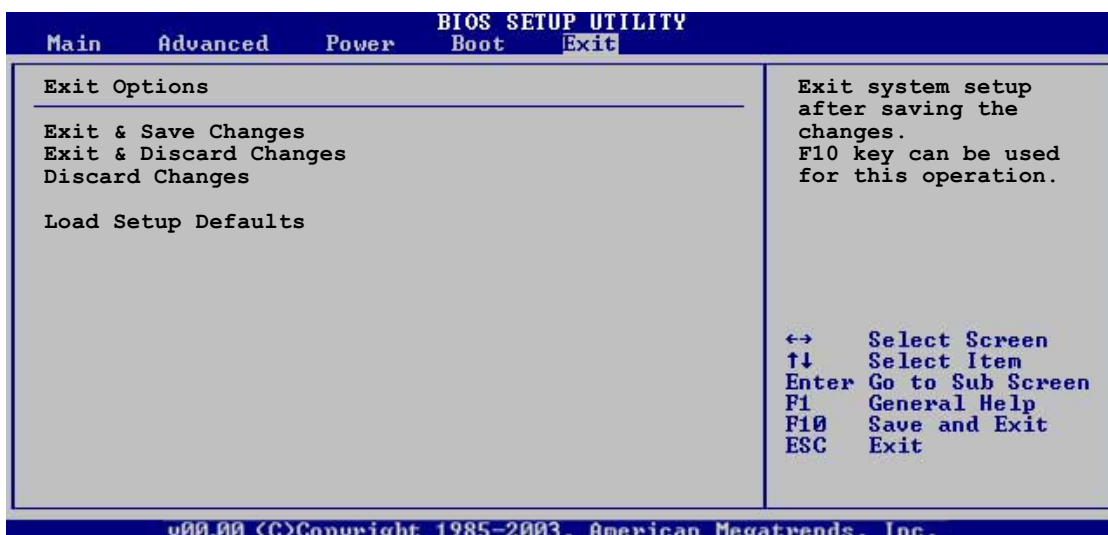 BIOS SETUP UTILITY
Main Advanced Power Boot Exit
Exit Options
Exit & Save Changes
Exit & Discard Changes
Discard Changes
Load Setup Defaults
Exit system setup
after saving the
changes.
F10 key can be used
for this operation.
←→ Select Screen
↑↓ Select Item
Enter Go to Sub Screen
F1 General Help
F10 Save and Exit
ESC Exit
v00.00 (C)Copyright 1985-2003, American Megatrends, Inc.